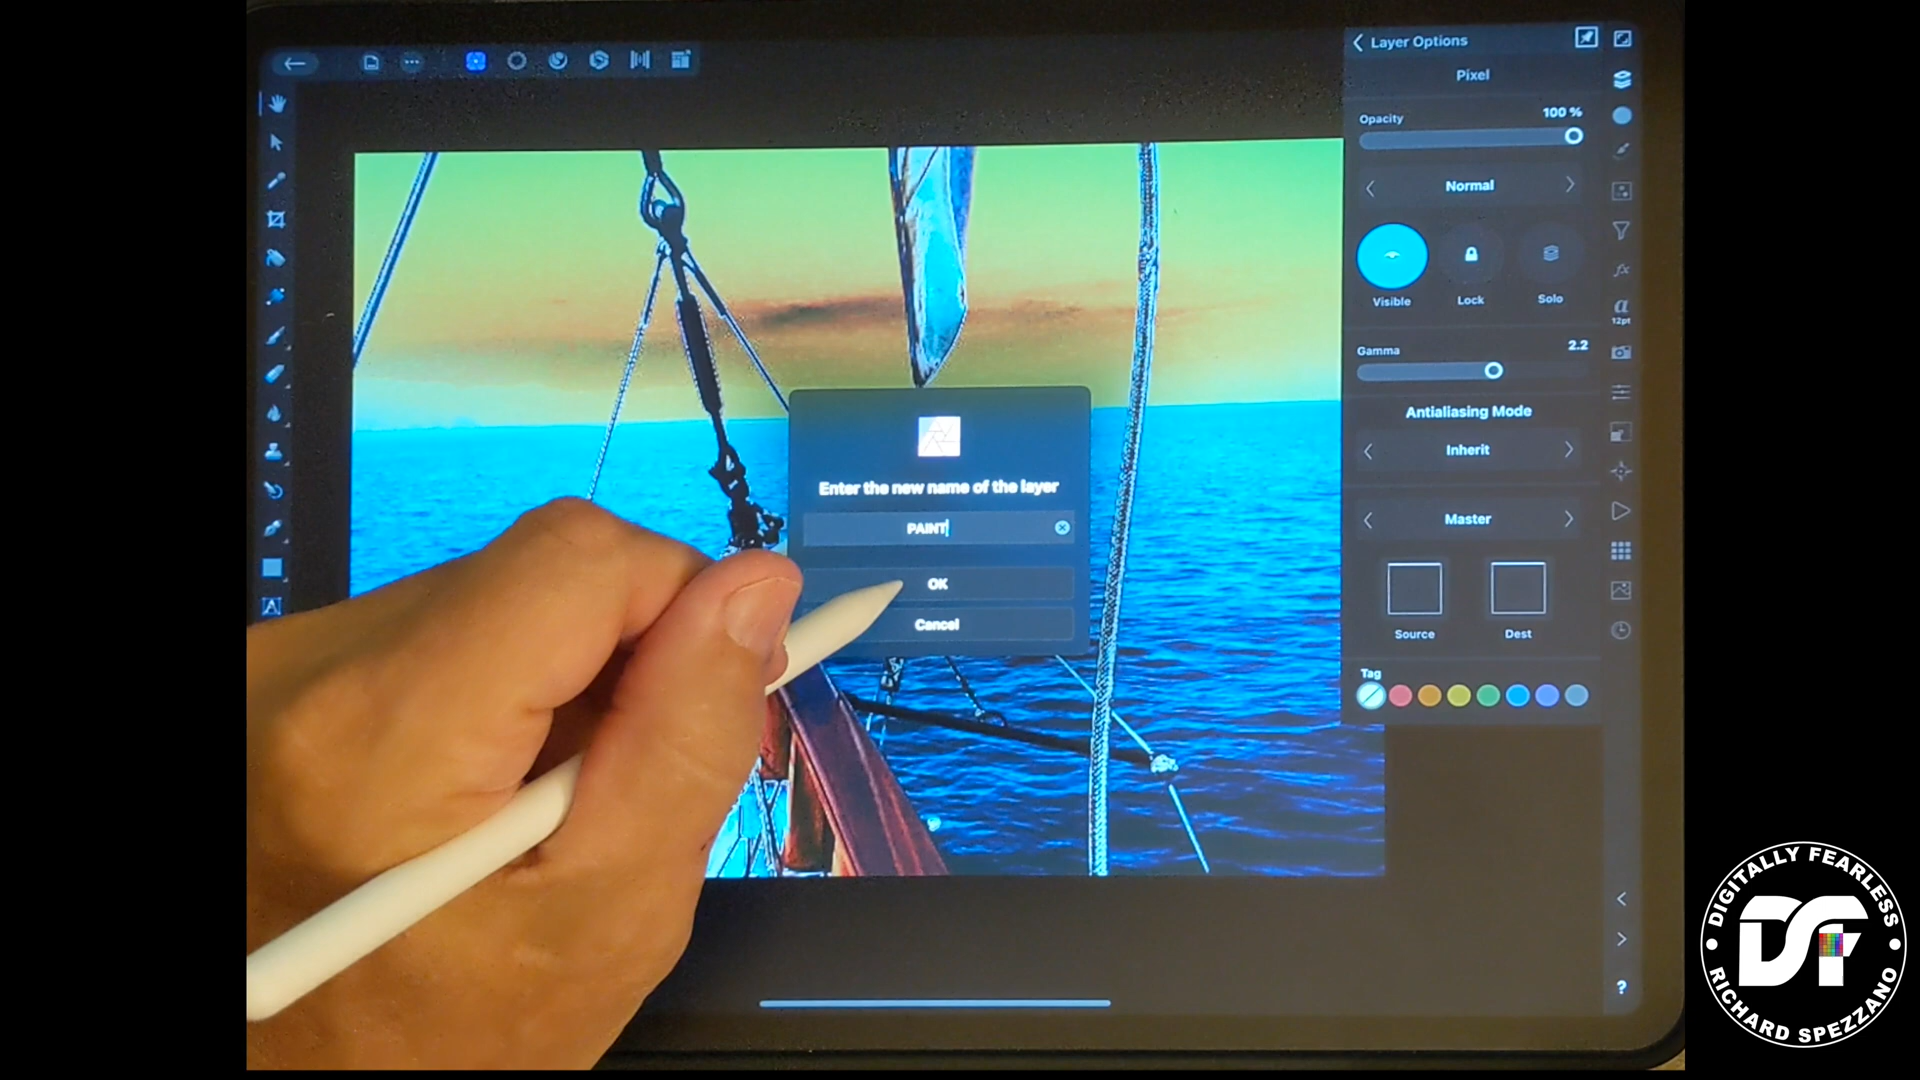 Layer Options
Pixel
Opacity
100 %
Normal
Visible
Lock
Solo
Gamma
2.2
Antialiasing Mode
Inherit
Master
Source
Dest
Tag
12pt
Enter the new name of the layer
PAINT
OK
Cancel
?
DIGITALLY FEARLESS
DF
RICHARD SPEZZANO